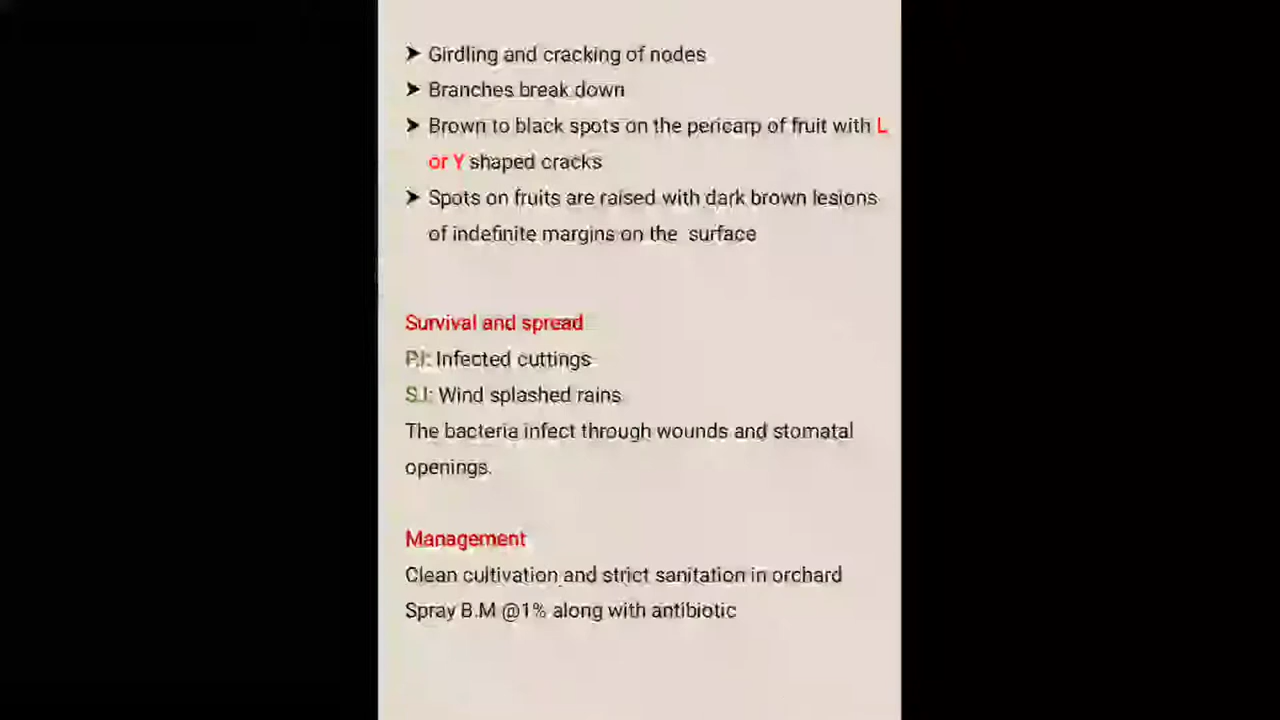 ➤ Girdling and cracking of nodes
➤ Branches break down
➤ Brown to black spots on the pericarp of fruit with L
or Y shaped cracks
➤ Spots on fruits are raised with dark brown lesions
of indefinite margins on the surface
Survival and spread
P.I: Infected cuttings
S.I: Wind splashed rains
The bacteria infect through wounds and stomatal
openings.
Management
Clean cultivation and strict sanitation in orchard
Spray B.M @1% along with antibiotic